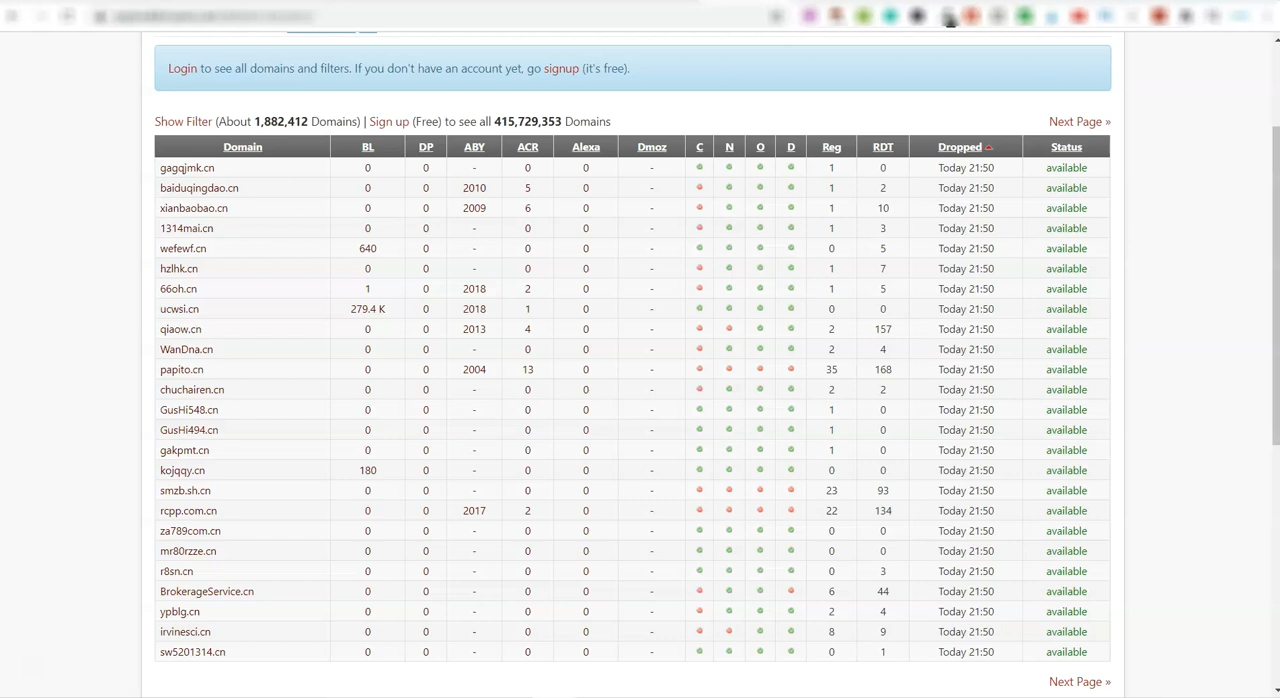 Login to see all domains and filters. If you don't have an account yet, go signup (it's free).
Show Filter (About 1,882,412 Domains) | Sign up (Free) to see all 415,729,353 Domains Next Page »
Domain BL DP ABY ACR Alexa Dmoz C N O D Reg RDT Dropped Status
gagqjmk.cn 0 0 - 0 0 - 1 0 Today 21:50 available
baiduqingdao.cn 0 0 2010 5 0 - 1 2 Today 21:50 available
xianbaobao.cn 0 0 2009 6 0 - 1 10 Today 21:50 available
1314mai.cn 0 0 - 0 0 - 1 3 Today 21:50 available
wefewf.cn 640 0 - 0 0 - 0 5 Today 21:50 available
hzlhk.cn 0 0 - 0 0 - 1 7 Today 21:50 available
66oh.cn 1 0 2018 2 0 - 1 5 Today 21:50 available
ucwsi.cn 279.4 K 0 2018 1 0 - 0 0 Today 21:50 available
qiaow.cn 0 0 2013 4 0 - 2 157 Today 21:50 available
WanDna.cn 0 0 - 0 0 - 2 4 Today 21:50 available
papito.cn 0 0 2004 13 0 - 35 168 Today 21:50 available
chuchairen.cn 0 0 - 0 0 - 2 2 Today 21:50 available
GusHi548.cn 0 0 - 0 0 - 1 0 Today 21:50 available
GusHi494.cn 0 0 - 0 0 - 1 0 Today 21:50 available
gakpmt.cn 0 0 - 0 0 - 1 0 Today 21:50 available
kojqqy.cn 180 0 - 0 0 - 0 0 Today 21:50 available
smzb.sh.cn 0 0 - 0 0 - 23 93 Today 21:50 available
rcpp.com.cn 0 0 2017 2 0 - 22 134 Today 21:50 available
za789com.cn 0 0 - 0 0 - 0 0 Today 21:50 available
mr80rzze.cn 0 0 - 0 0 - 0 0 Today 21:50 available
r8sn.cn 0 0 - 0 0 - 0 3 Today 21:50 available
BrokerageService.cn 0 0 - 0 0 - 6 44 Today 21:50 available
ypblg.cn 0 0 - 0 0 - 2 4 Today 21:50 available
irvinesci.cn 0 0 - 0 0 - 8 9 Today 21:50 available
sw5201314.cn 0 0 - 0 0 - 0 1 Today 21:50 available
Next Page »